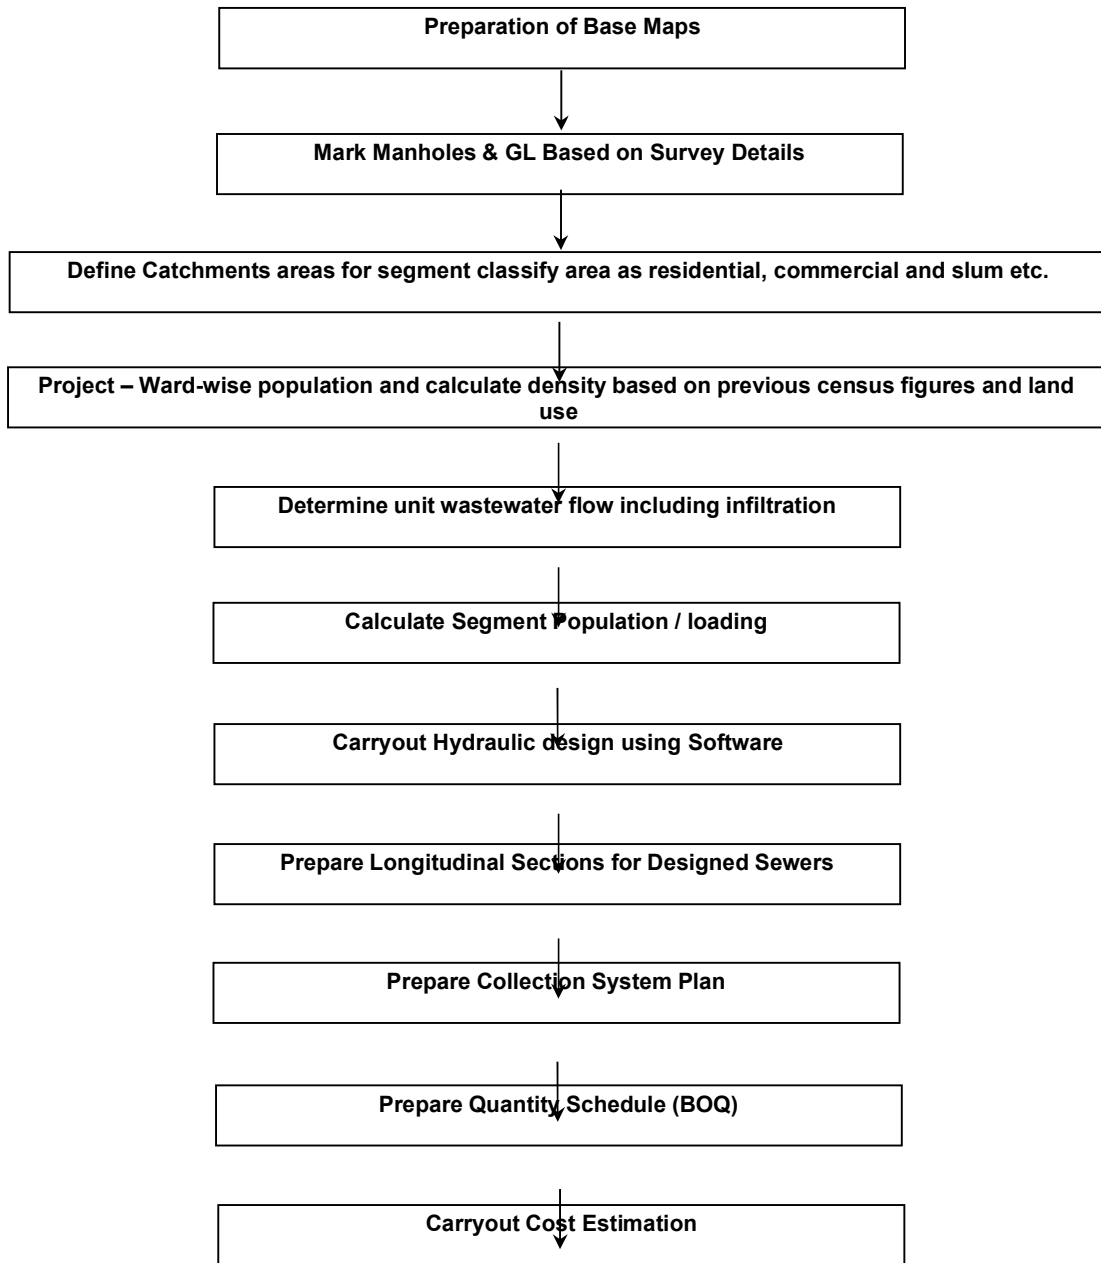 Preparation of Base Maps
Mark Manholes & GL Based on Survey Details
Define Catchments areas for segment classify area as residential, commercial and slum etc.
Project – Ward-wise population and calculate density based on previous census figures and land
use
Determine unit wastewater flow including infiltration
Calculate Segment Population / loading
Carryout Hydraulic design using Software
Prepare Longitudinal Sections for Designed Sewers
Prepare Collection System Plan
Prepare Quantity Schedule (BOQ)
Carryout Cost Estimation